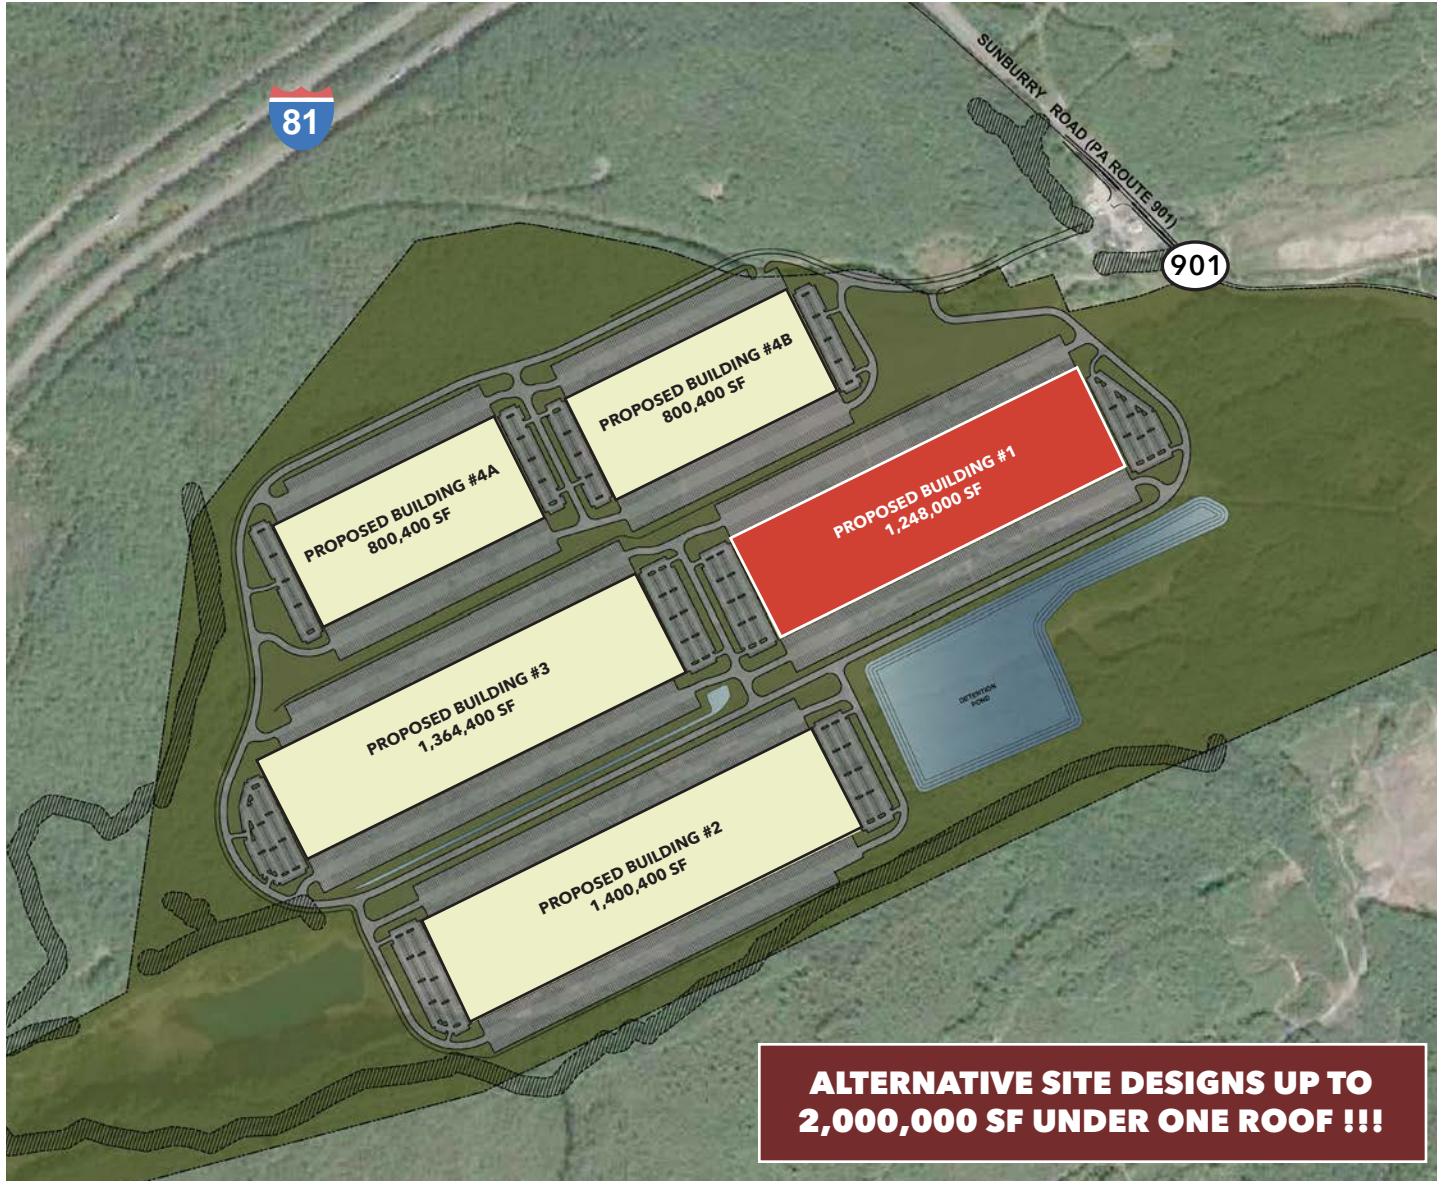 81
SUNBURRY ROAD (PA ROUTE 901)
901
PROPOSED BUILDING #4B
800,400 SF
PROPOSED BUILDING #4A
800,400 SF
PROPOSED BUILDING #1
1,248,000 SF
PROPOSED BUILDING #3
1,364,400 SF
DETENTION
POND
PROPOSED BUILDING #2
1,400,400 SF
ALTERNATIVE SITE DESIGNS UP TO
2,000,000 SF UNDER ONE ROOF !!!